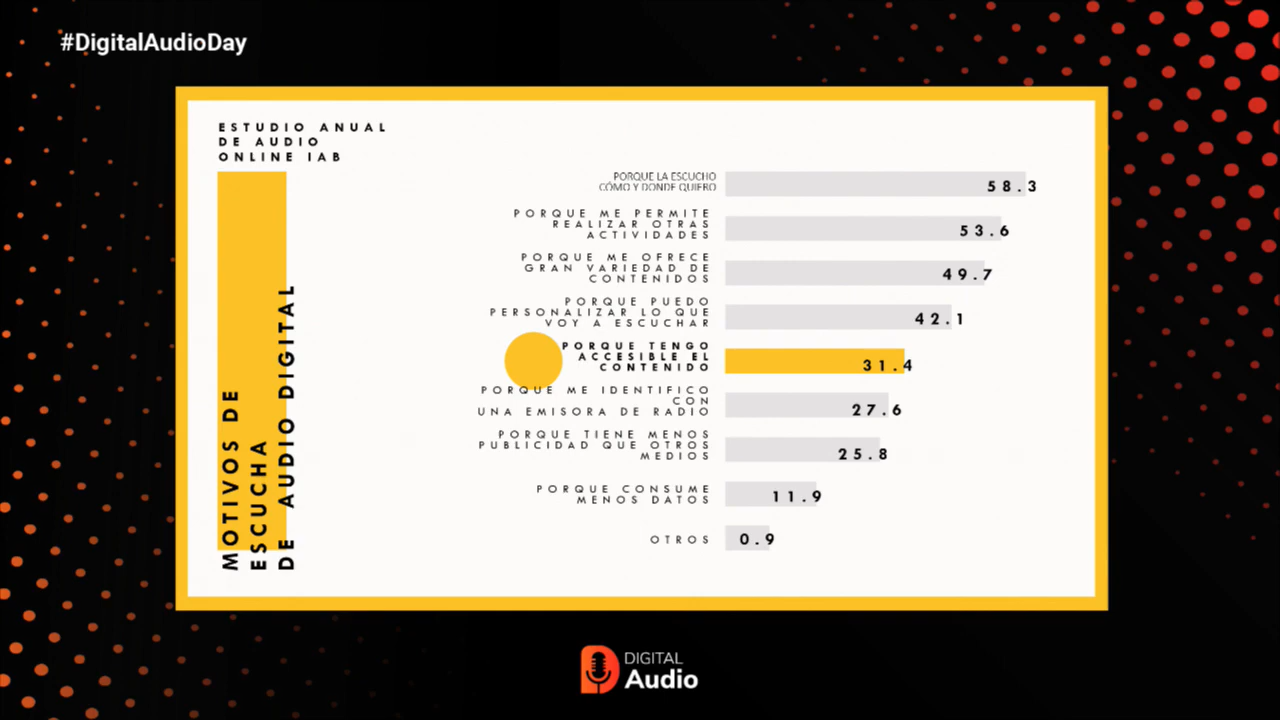 #DigitalAudioDay
ESTUDIO ANUAL
DE AUDIO
ONLINE IAB
MOTIVOS DE
ESCUCHA
DE AUDIO DIGITAL
PORQUE LA ESCUCHO
CÓMO Y DONDE QUIERO
58.3
PORQUE ME PERMITE
REALIZAR OTRAS
ACTIVIDADES
53.6
PORQUE ME OFRECE
GRAN VARIEDAD DE
CONTENIDOS
49.7
PORQUE PUEDO
PERSONALIZAR LO QUE
VOY A ESCUCHAR
42.1
PORQUE TENGO
ACCESIBLE EL
CONTENIDO
31.4
PORQUE ME IDENTIFICO
CON
UNA EMISORA DE RADIO
27.6
PORQUE TIENE MENOS
PUBLICIDAD QUE OTROS
MEDIOS
25.8
PORQUE CONSUME
MENOS DATOS
11.9
OTROS
0.9
DIGITAL
Audio